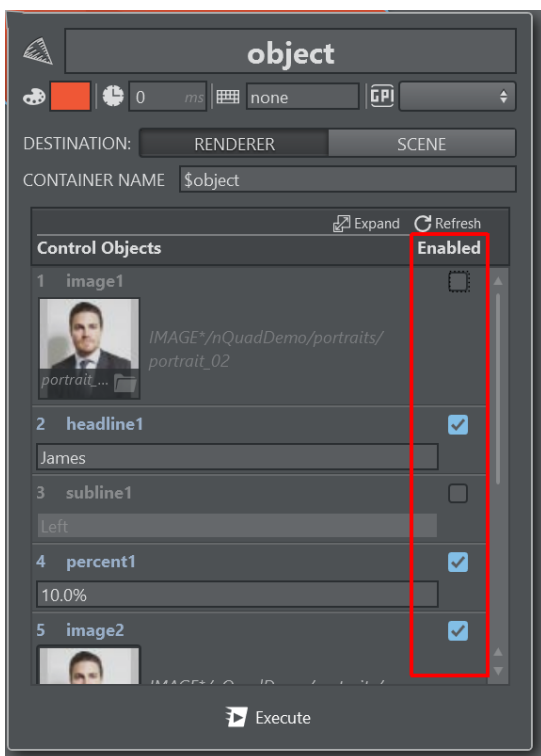 object
0 ms none GPI
DESTINATION: RENDERER SCENE
CONTAINER NAME $object
Expand Refresh
Control Objects Enabled
1 image1
IMAGE*/nQuadDemo/portraits/
portrait_02
portrait_...
2 headline1
James
3 subline1
Left
4 percent1
10.0%
5 image2
Execute